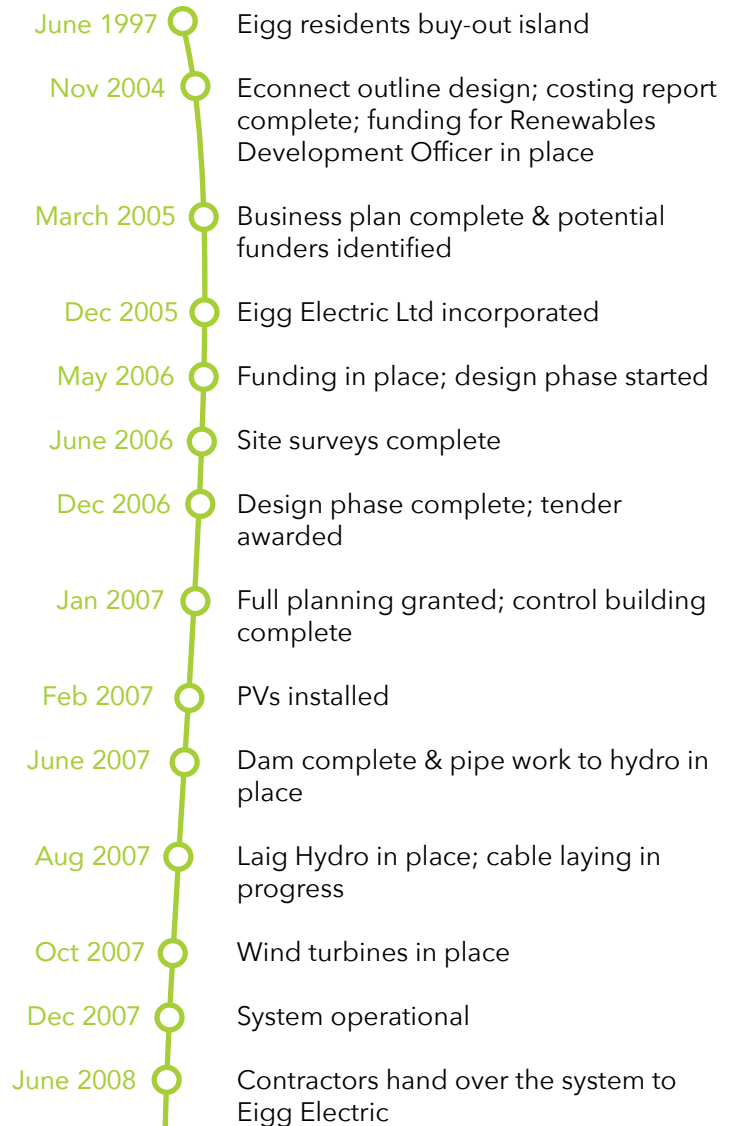 June 1997 Eigg residents buy-out island
Nov 2004 Econnect outline design; costing report
complete; funding for Renewables
Development Officer in place
March 2005 Business plan complete & potential
funders identified
Dec 2005 Eigg Electric Ltd incorporated
May 2006 Funding in place; design phase started
June 2006 Site surveys complete
Dec 2006 Design phase complete; tender
awarded
Jan 2007 Full planning granted; control building
complete
Feb 2007 PVs installed
June 2007 Dam complete & pipe work to hydro in
place
Aug 2007 Laig Hydro in place; cable laying in
progress
Oct 2007 Wind turbines in place
Dec 2007 System operational
June 2008 Contractors hand over the system to
Eigg Electric